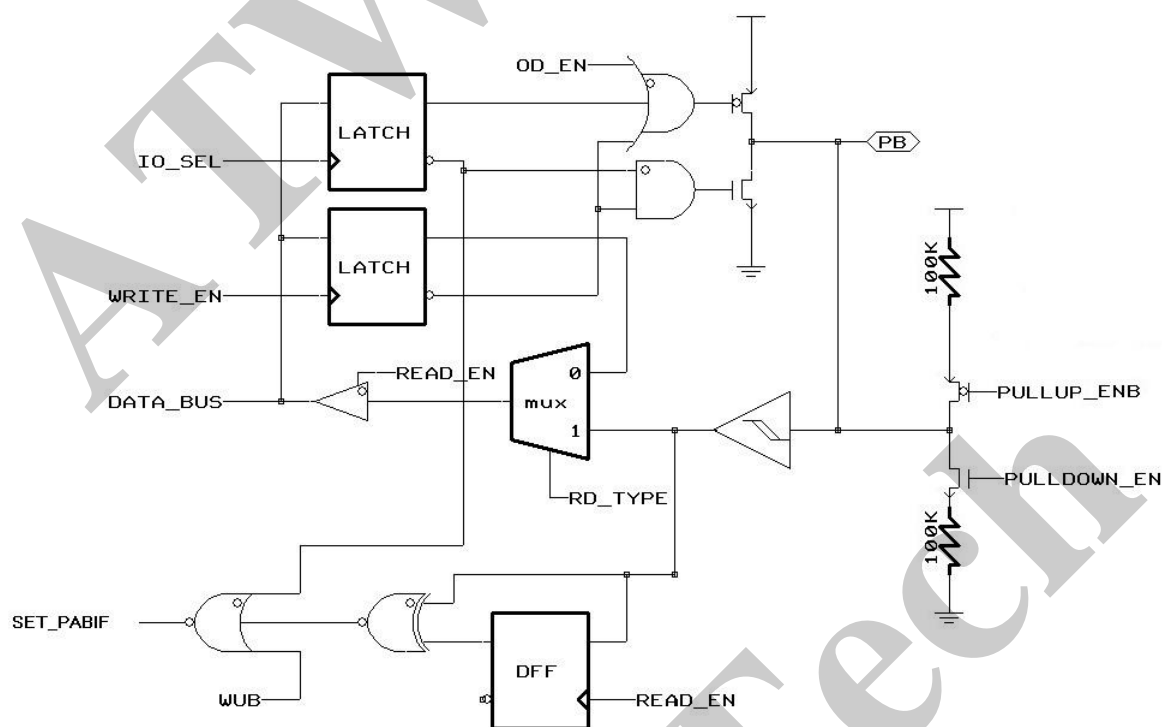 OD_EN
LATCH
IO_SEL
PB
LATCH
WRITE_EN
100K
READ_EN
0
DATA_BUS
mux
PULLUP_ENB
1
PULLDOWN_EN
RD_TYPE
100K
SET_PABIF
DFF
WUB
READ_EN
ATW
Tech